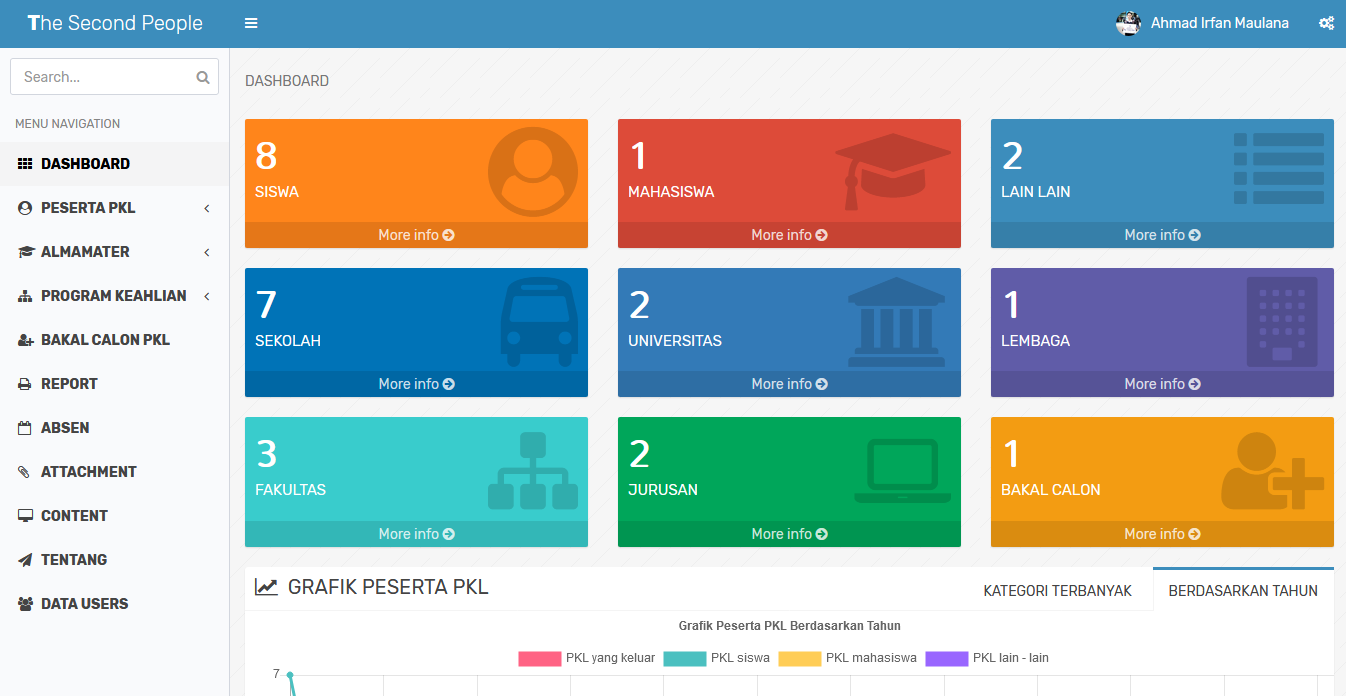 The Second People
Ahmad Irfan Maulana
Search...
MENU NAVIGATION
DASHBOARD
PESERTA PKL
ALMAMATER
PROGRAM KEAHLIAN
BAKAL CALON PKL
REPORT
ABSEN
ATTACHMENT
CONTENT
TENTANG
DATA USERS
DASHBOARD
8
SISWA
More info
1
MAHASISWA
More info
2
LAIN LAIN
More info
7
SEKOLAH
More info
2
UNIVERSITAS
More info
1
LEMBAGA
More info
3
FAKULTAS
More info
2
JURUSAN
More info
1
BAKAL CALON
More info
GRAFIK PESERTA PKL
KATEGORI TERBANYAK
BERDASARKAN TAHUN
Grafik Peserta PKL Berdasarkan Tahun
PKL yang keluar PKL siswa PKL mahasiswa PKL lain - lain
7